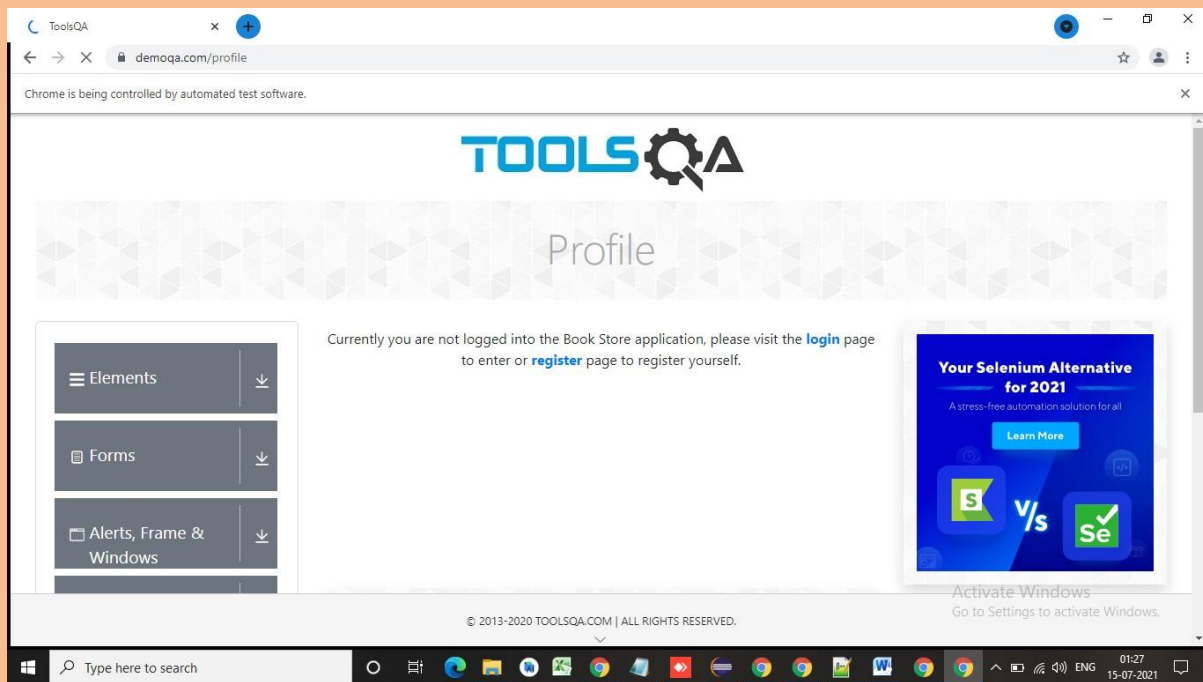 ToolsQA
demoqa.com/profile
Chrome is being controlled by automated test software.
TOOLSQA
Profile
Currently you are not logged into the Book Store application, please visit the login page
to enter or register page to register yourself.
Elements
Forms
Alerts, Frame &
Windows
Your Selenium Alternative
for 2021
A stress-free automation solution for all
Learn More
S
V/s
Se
Activate Windows
Go to Settings to activate Windows.
© 2013-2020 TOOLSQA.COM | ALL RIGHTS RESERVED.
Type here to search
ENG
01:27
15-07-2021